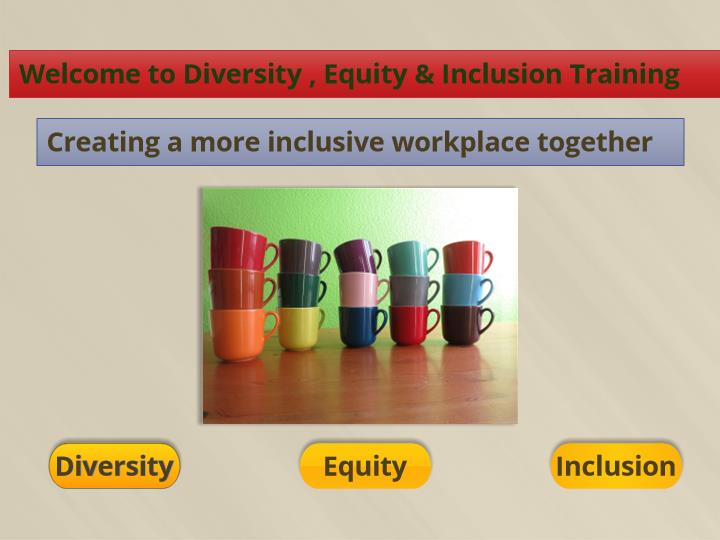 Welcome to Diversity , Equity & Inclusion Training
Creating a more inclusive workplace together
Diversity
Equity
Inclusion